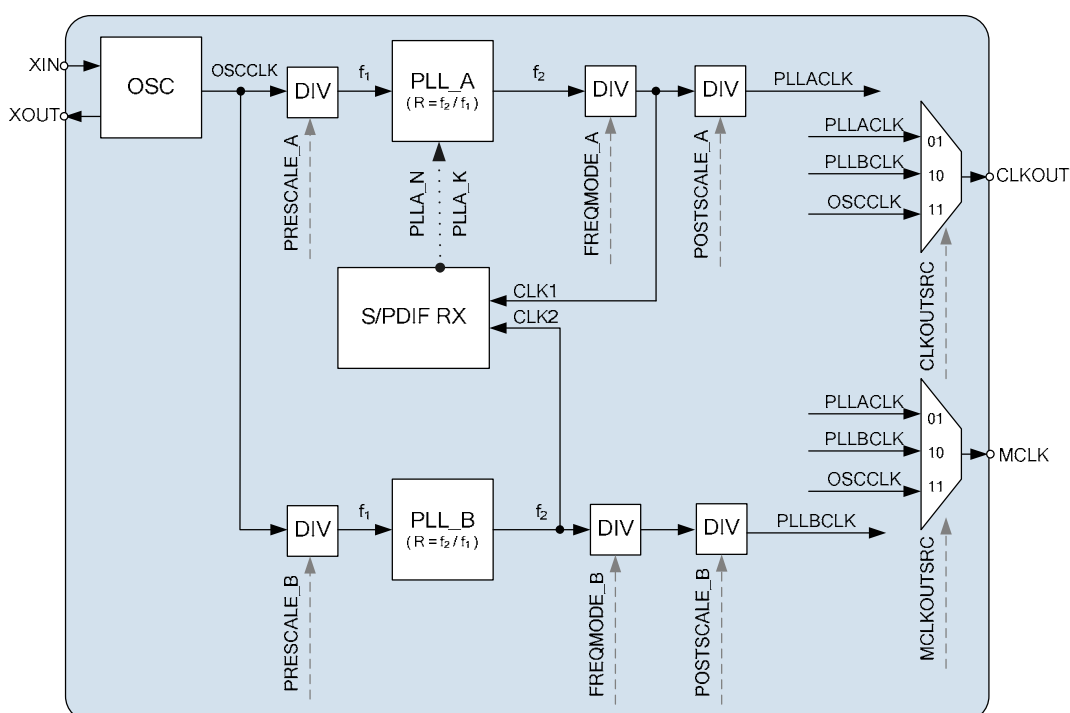 XIN
XOUT
OSC
OSCCLK
DIV
f1
PLL_A
(R=f2/f1)
f2
DIV
DIV
PLLACLK
PRESCALE_A
PLLA_N
PLLA_K
FREQMODE_A
POSTSCALE_A
PLLACLK
01
PLLBCLK
10
OSCCLK
11
CLKOUT
CLKOUTSRC
S/PDIF RX
CLK1
CLK2
PLLACLK
01
PLLBCLK
10
OSCCLK
11
MCLK
MCLKOUTSRC
DIV
f1
PLL_B
(R=f2/f1)
f2
DIV
DIV
PLLBCLK
PRESCALE_B
FREQMODE_B
POSTSCALE_B